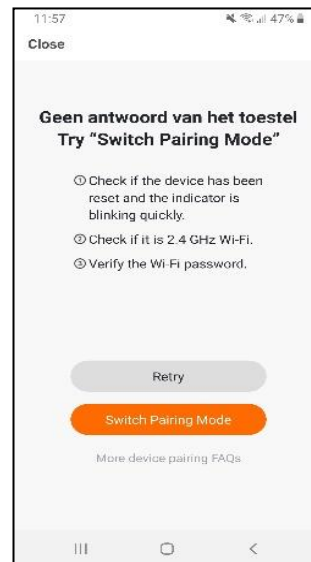 11:57 47%
Close
Geen antwoord van het toestel
Try “Switch Pairing Mode”
① Check if the device has been
reset and the indicator is
blinking quickly.
② Check if it is 2.4 GHz Wi-Fi.
③ Verify the Wi-Fi password.
Retry
Switch Pairing Mode
More device pairing FAQs